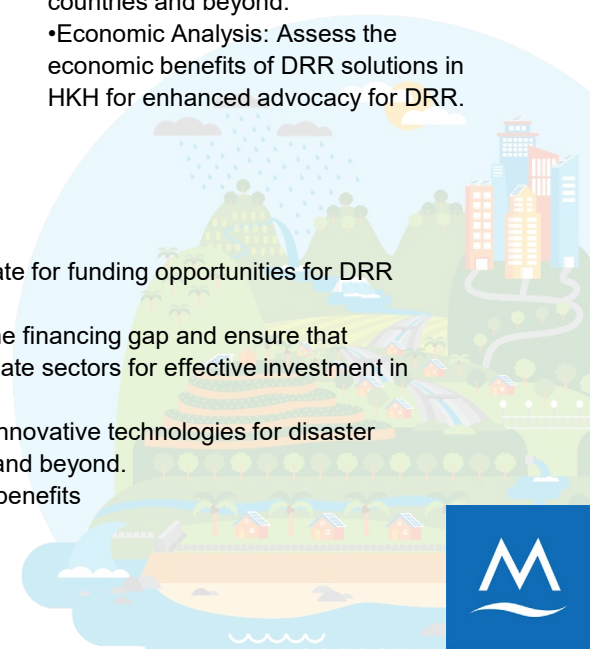 countries and beyond.
•Economic Analysis: Assess the
economic benefits of DRR solutions in
HKH for enhanced advocacy for DRR.
ate for funding opportunities for DRR
ne financing gap and ensure that
ate sectors for effective investment in
nnovative technologies for disaster
and beyond.
benefits